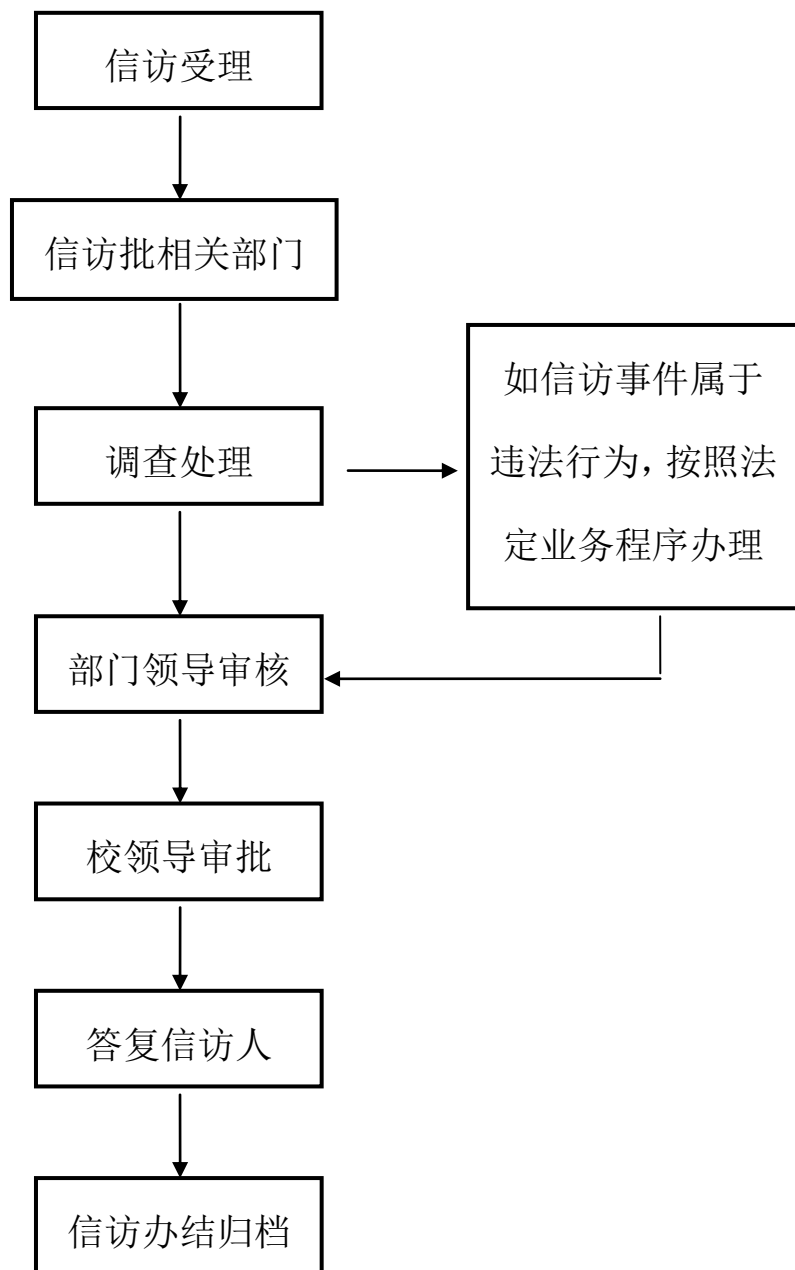 信访受理
信访批相关部门
调查处理
如信访事件属于
违法行为，按照法
定业务程序办理
部门领导审核
校领导审批
答复信访人
信访办结归档